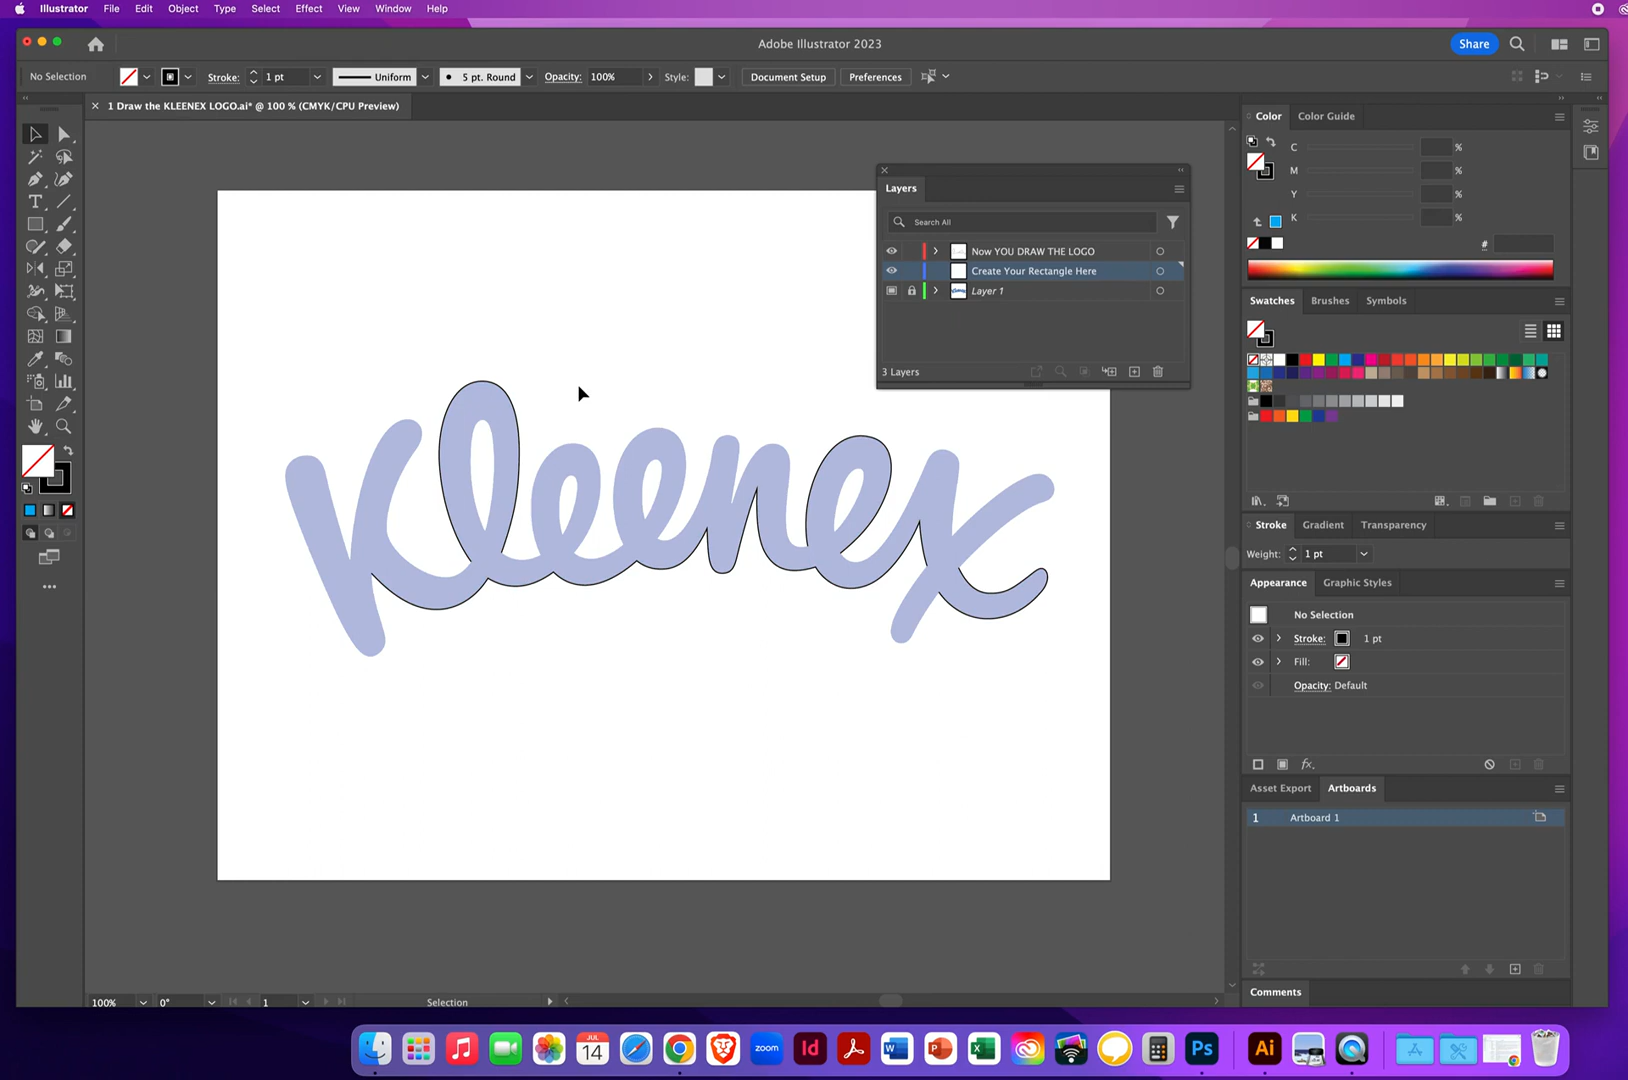 Illustrator File Edit Object Type Select Effect View Window Help
Adobe Illustrator 2023
Share
No Selection Stroke: 1 pt Uniform 5 pt. Round Opacity: 100% Style: Document Setup Preferences
1 Draw the KLEENEX LOGO.ai* @ 100 % (CMYK/CPU Preview)
Layers
Search All
Now YOU DRAW THE LOGO
Create Your Rectangle Here
Layer 1
3 Layers
Kleenex
Color Color Guide
C %
M %
Y %
K %
#
Swatches Brushes Symbols
Stroke Gradient Transparency
Weight: 1 pt
Appearance Graphic Styles
No Selection
Stroke: 1 pt
Fill:
Opacity: Default
fx.
Asset Export Artboards
1 Artboard 1
Comments
100% 0° 1 Selection
JUL
14
zoom
Id
W
P
X
Ps
Ai